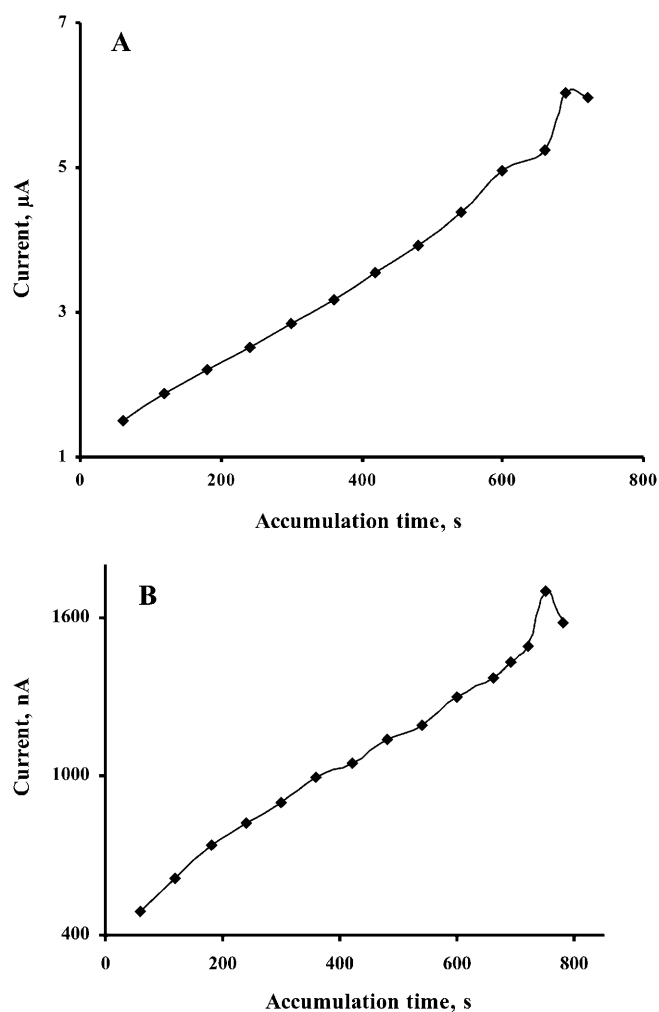 A
7
5
3
1
Current, µA
0 200 400 600 800
Accumulation time, s
B
1600
1000
400
Current, nA
0 200 400 600 800
Accumulation time, s